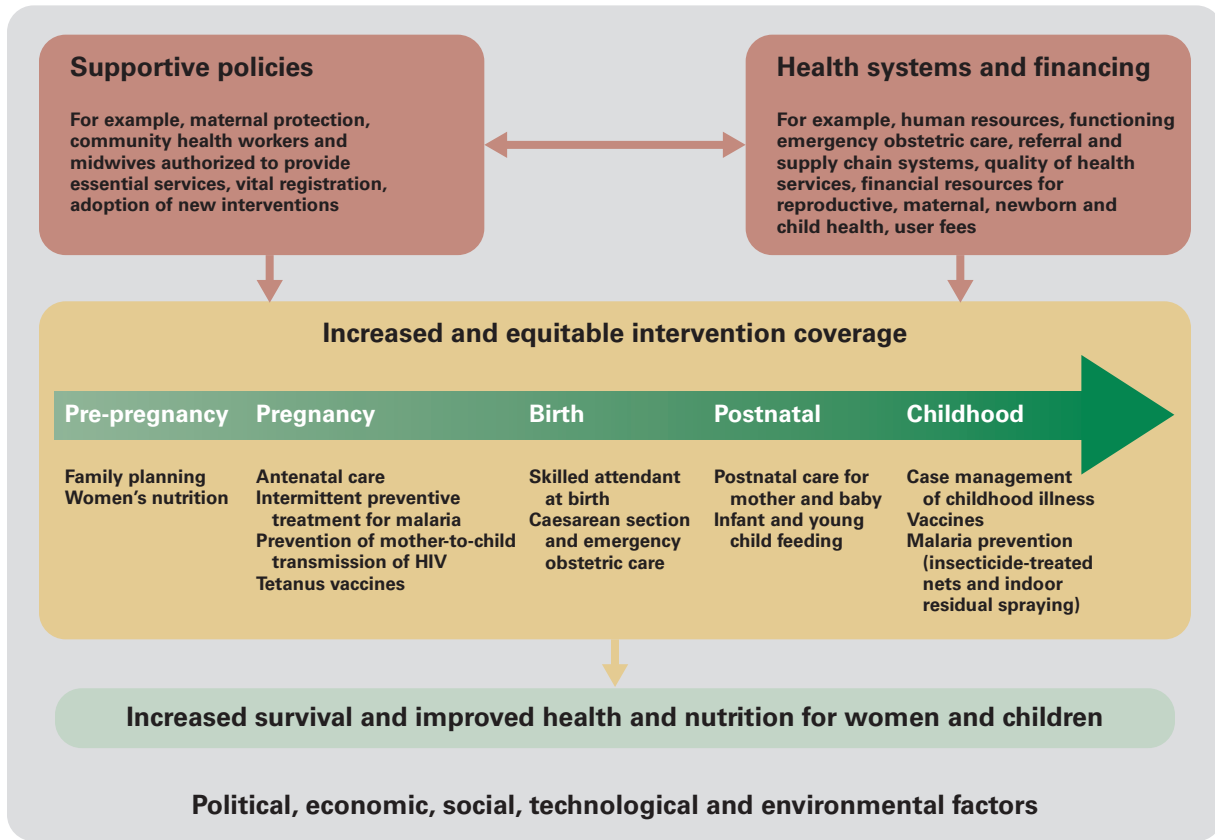 Supportive policies
For example, maternal protection,
community health workers and
midwives authorized to provide
essential services, vital registration,
adoption of new interventions
Health systems and financing
For example, human resources, functioning
emergency obstetric care, referral and
supply chain systems, quality of health
services, financial resources for
reproductive, maternal, newborn and
child health, user fees
Increased and equitable intervention coverage
Pre-pregnancy
Family planning
Women's nutrition
Pregnancy
Antenatal care
Intermittent preventive
treatment for malaria
Prevention of mother-to-child
transmission of HIV
Tetanus vaccines
Birth
Skilled attendant
at birth
Caesarean section
and emergency
obstetric care
Postnatal
Postnatal care for
mother and baby
Infant and young
child feeding
Childhood
Case management
of childhood illness
Vaccines
Malaria prevention
(insecticide-treated
nets and indoor
residual spraying)
Increased survival and improved health and nutrition for women and children
Political, economic, social, technological and environmental factors